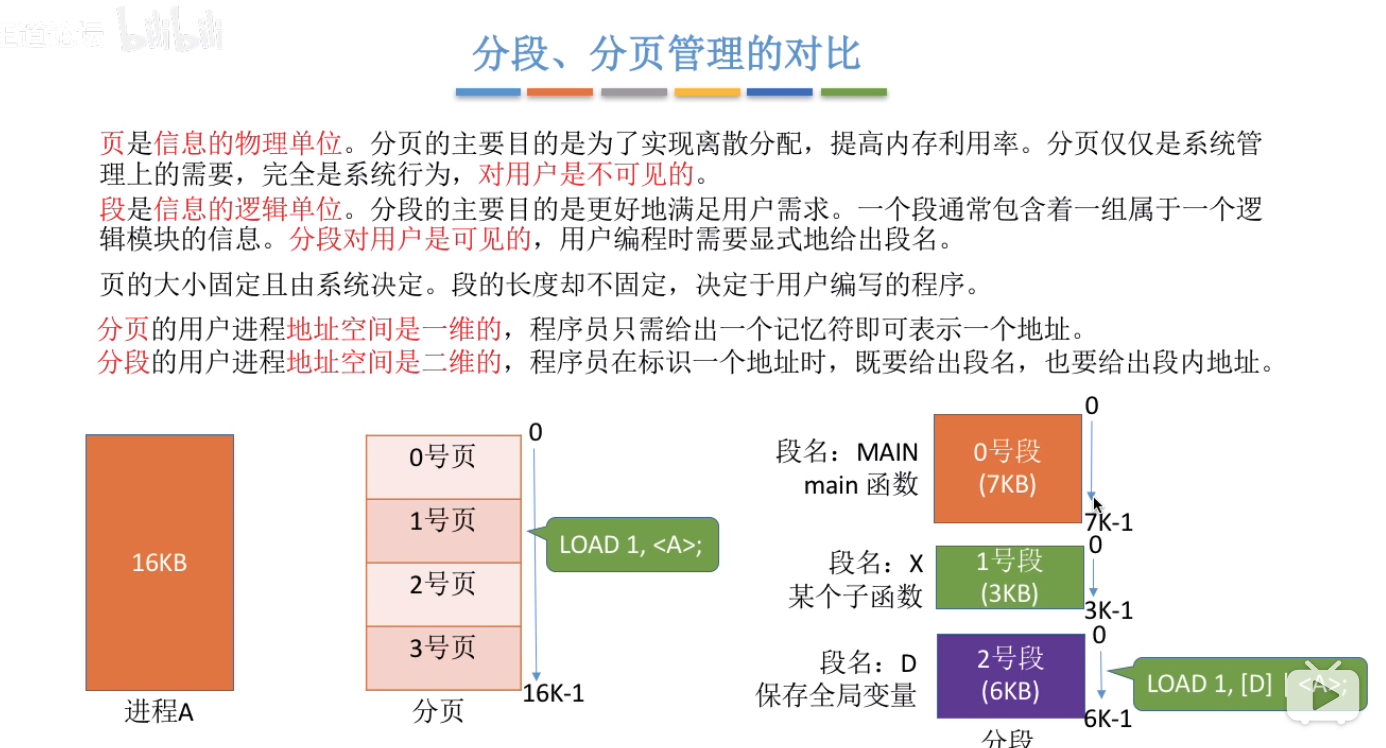 王道论坛 bilibili
分段、分页管理的对比
页是信息的物理单位。分页的主要目的是为了实现离散分配，提高内存利用率。分页仅仅是系统管
理上的需要，完全是系统行为，对用户是不可见的。
段是信息的逻辑单位。分段的主要目的是更好地满足用户需求。一个段通常包含着一组属于一个逻
辑模块的信息。分段对用户是可见的，用户编程时需要显式地给出段名。
页的大小固定且由系统决定。段的长度却不固定，决定于用户编写的程序。
分页的用户进程地址空间是一维的，程序员只需给出一个记忆符即可表示一个地址。
分段的用户进程地址空间是二维的，程序员在标识一个地址时，既要给出段名，也要给出段内地址。
16KB
进程A
0
0号页
1号页
2号页
3号页
16K-1
分页
LOAD 1, <A>;
段名：MAIN
main 函数
0号段
(7KB)
0
7K-1
段名：X
某个子函数
1号段
(3KB)
0
3K-1
段名：D
保存全局变量
2号段
(6KB)
0
6K-1
LOAD 1, [D] | <A>;
分段